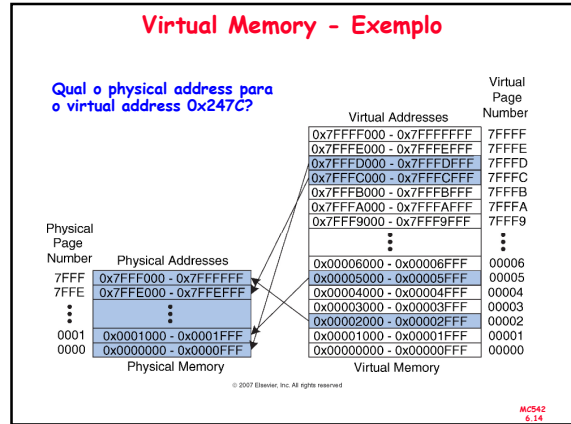 Virtual Memory - Exemplo
Qual o physical address para
o virtual address 0x247C?
Virtual
Page
Number
Virtual Addresses
0x7FFFF000 - 0x7FFFFFFF 7FFFF
0x7FFFE000 - 0x7FFFEFFF 7FFFE
0x7FFFD000 - 0x7FFFDFFF 7FFFD
0x7FFFC000 - 0x7FFFCFFF 7FFFC
0x7FFFB000 - 0x7FFFBFFF 7FFFB
0x7FFFA000 - 0x7FFFAFFF 7FFFA
0x7FFF9000 - 0x7FFF9FFF 7FFF9
0x00006000 - 0x00006FFF 00006
0x00005000 - 0x00005FFF 00005
0x00004000 - 0x00004FFF 00004
0x00003000 - 0x00003FFF 00003
0x00002000 - 0x00002FFF 00002
0x00001000 - 0x00001FFF 00001
0x00000000 - 0x00000FFF 00000
Virtual Memory
Physical
Page
Number
Physical Addresses
7FFF 0x7FFF000 - 0x7FFFFFF
7FFE 0x7FFE000 - 0x7FFEFFF
0001 0x0001000 - 0x0001FFF
0000 0x0000000 - 0x0000FFF
Physical Memory
© 2007 Elsevier, Inc. All rights reserved
MC542
6.14